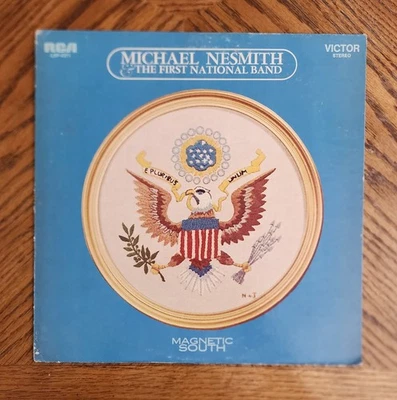 RCA
VICTOR
STEREO
MICHAEL NESMITH
& THE FIRST NATIONAL BAND
E PLURIBUS UNUM
MAGNETIC
SOUTH